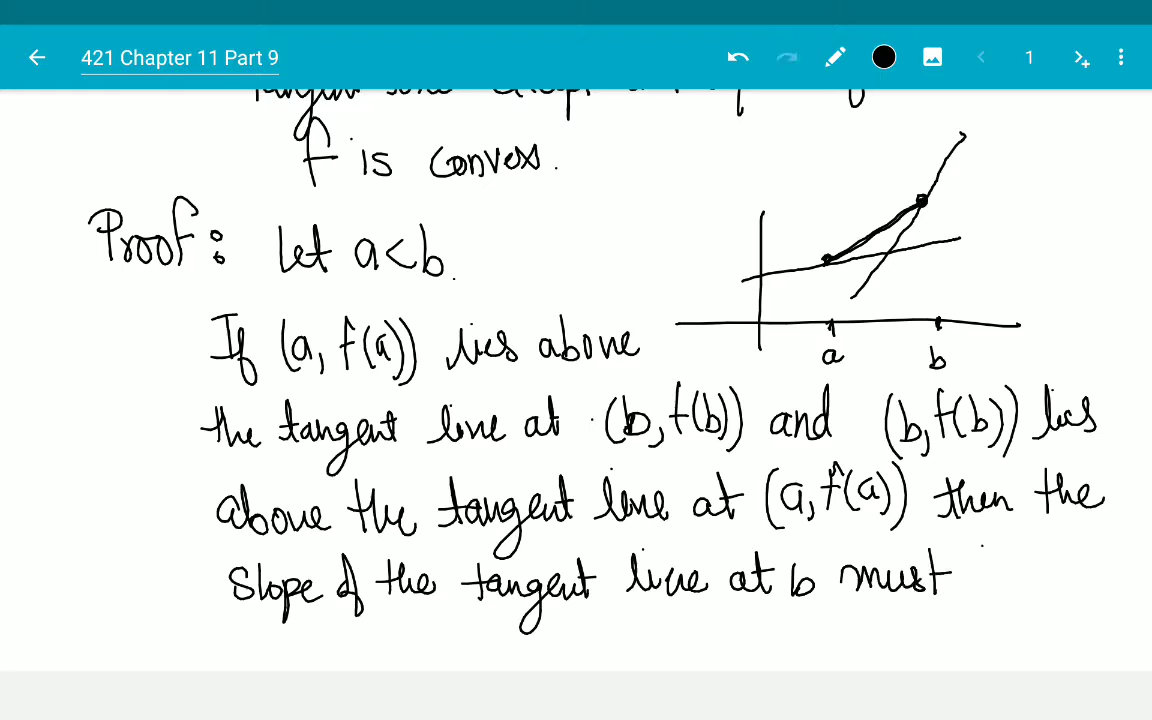 421 Chapter 11 Part 9
1
f is convex.
Proof: let a<b.
If (a, f(a)) lies above
a b
the tangent line at (b, f(b)) and (b, f(b)) lies
above the tangent line at (a, f(a)) then the
slope of the tangent line at b must